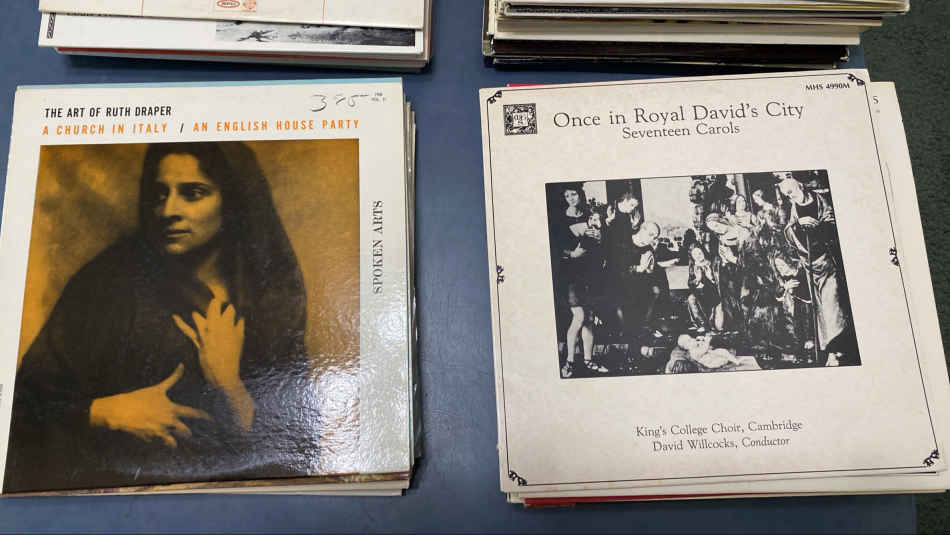 THE ART OF RUTH DRAPER
A CHURCH IN ITALY / AN ENGLISH HOUSE PARTY
SPOKEN ARTS
MHS 4990M
Once in Royal David's City
Seventeen Carols
King's College Choir, Cambridge
David Willcocks, Conductor